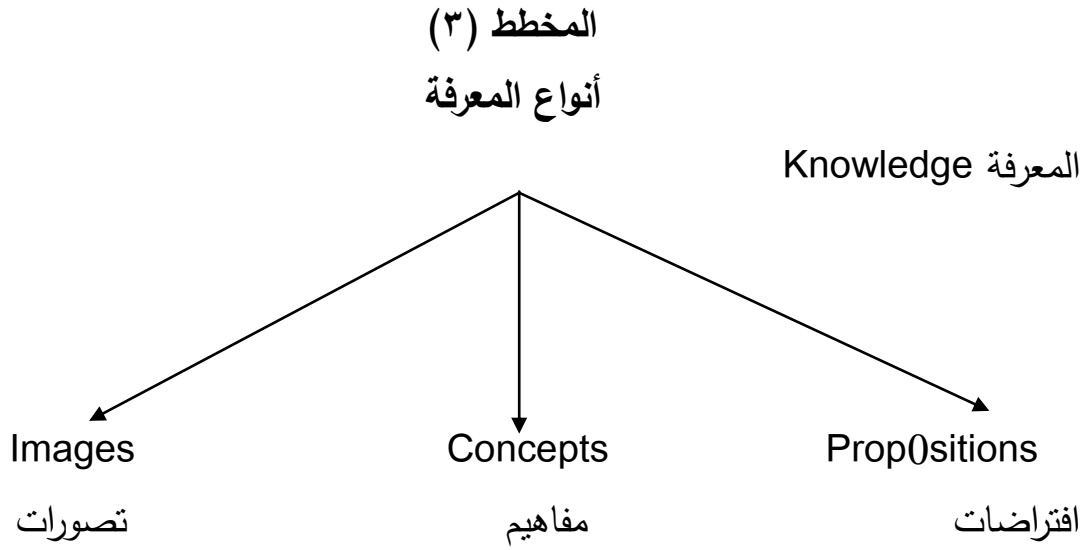 المخطط (٣)
أنواع المعرفة
المعرفة Knowledge
Images Concepts Prop0sitions
تصورات مفاهيم افتراضات